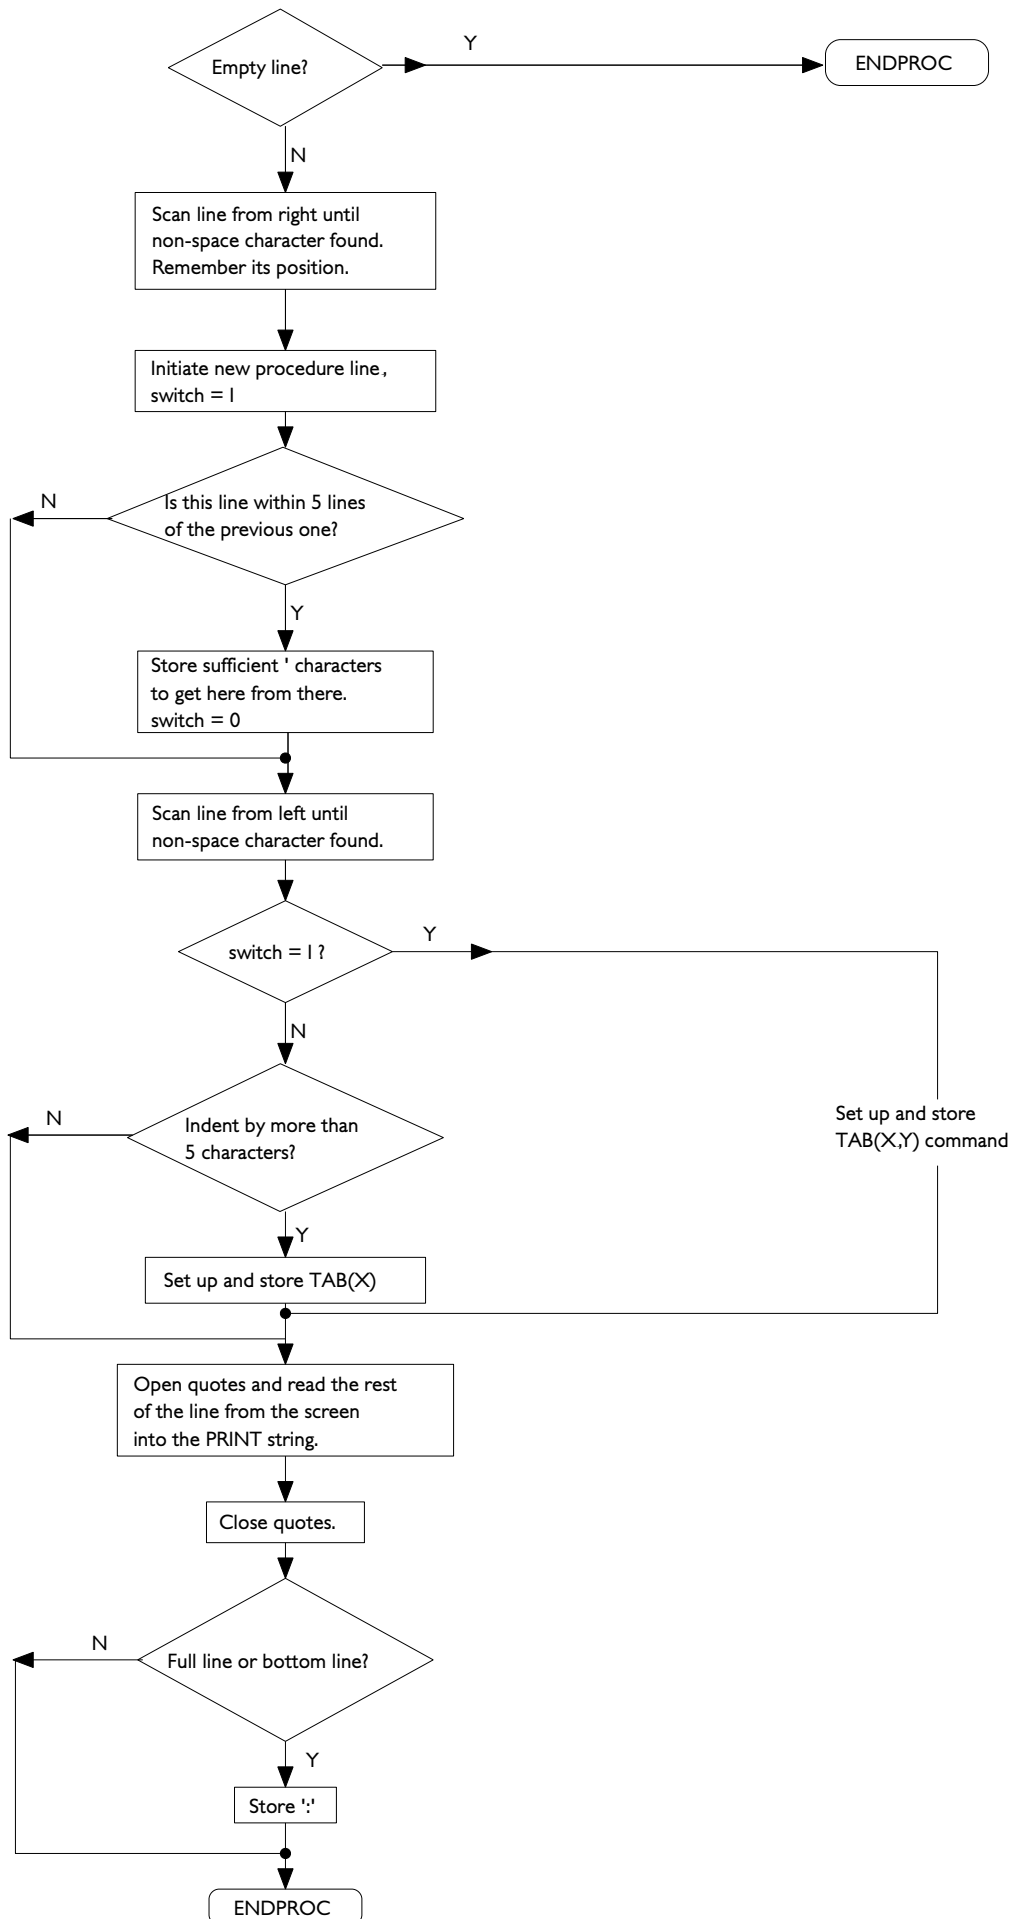 Empty line?
Y
ENDPROC
N
Scan line from right until
non-space character found.
Remember its position.
Initiate new procedure line,
switch = 1
Is this line within 5 lines
of the previous one?
N
Y
Store sufficient ' characters
to get here from there.
switch = 0
Scan line from left until
non-space character found.
switch = 1 ?
Y
N
Indent by more than
5 characters?
N
Set up and store
TAB(X,Y) command
Y
Set up and store TAB(X)
Open quotes and read the rest
of the line from the screen
into the PRINT string.
Close quotes.
Full line or bottom line?
N
Y
Store ':'
ENDPROC